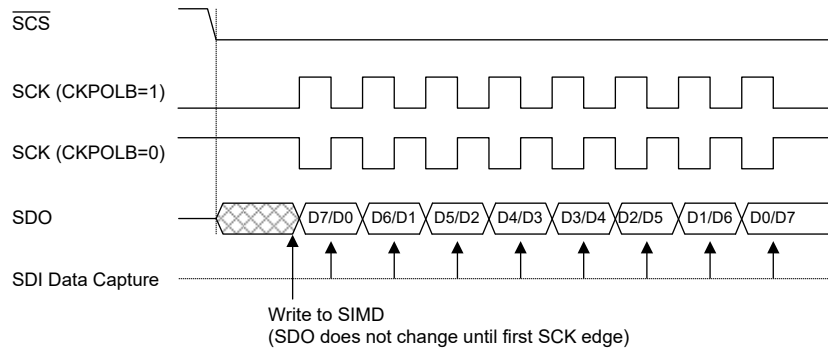 SCS
SCK (CKPOLB=1)
SCK (CKPOLB=0)
SDO
D7/D0 D6/D1 D5/D2 D4/D3 D3/D4 D2/D5 D1/D6 D0/D7
SDI Data Capture
Write to SIMD
(SDO does not change until first SCK edge)